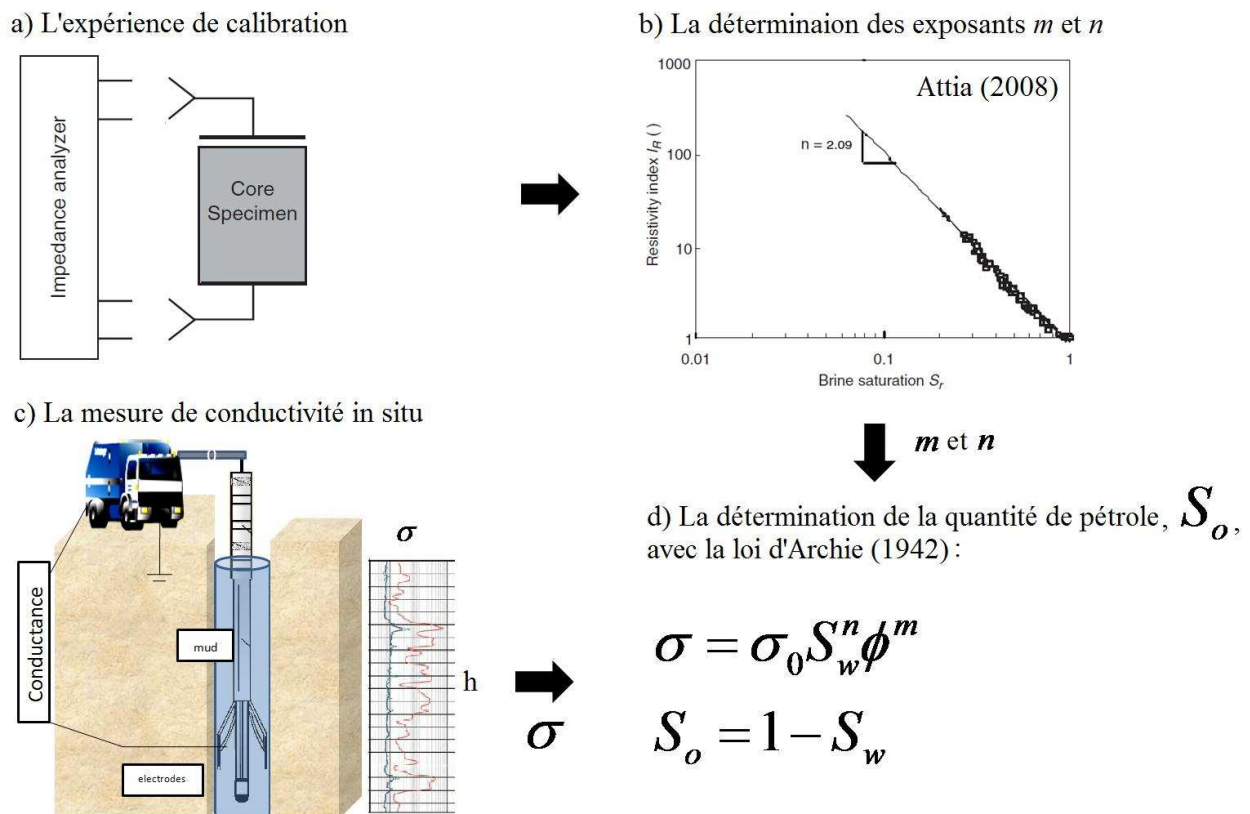 a) L'expérience de calibration
Impedance analyzer
Core
Specimen
b) La déterminaion des exposants m et n
Attia (2008)
Resistivity index I_R ( )
1000
100
10
1
n = 2.09
0.01
0.1
1
Brine saturation S_r
m et n
c) La mesure de conductivité in situ
Conductance
mud
electrodes
σ
h
σ
d) La détermination de la quantité de pétrole, S_o,
avec la loi d'Archie (1942) :
σ = σ_0 S_w^n ϕ^m
S_o = 1 − S_w